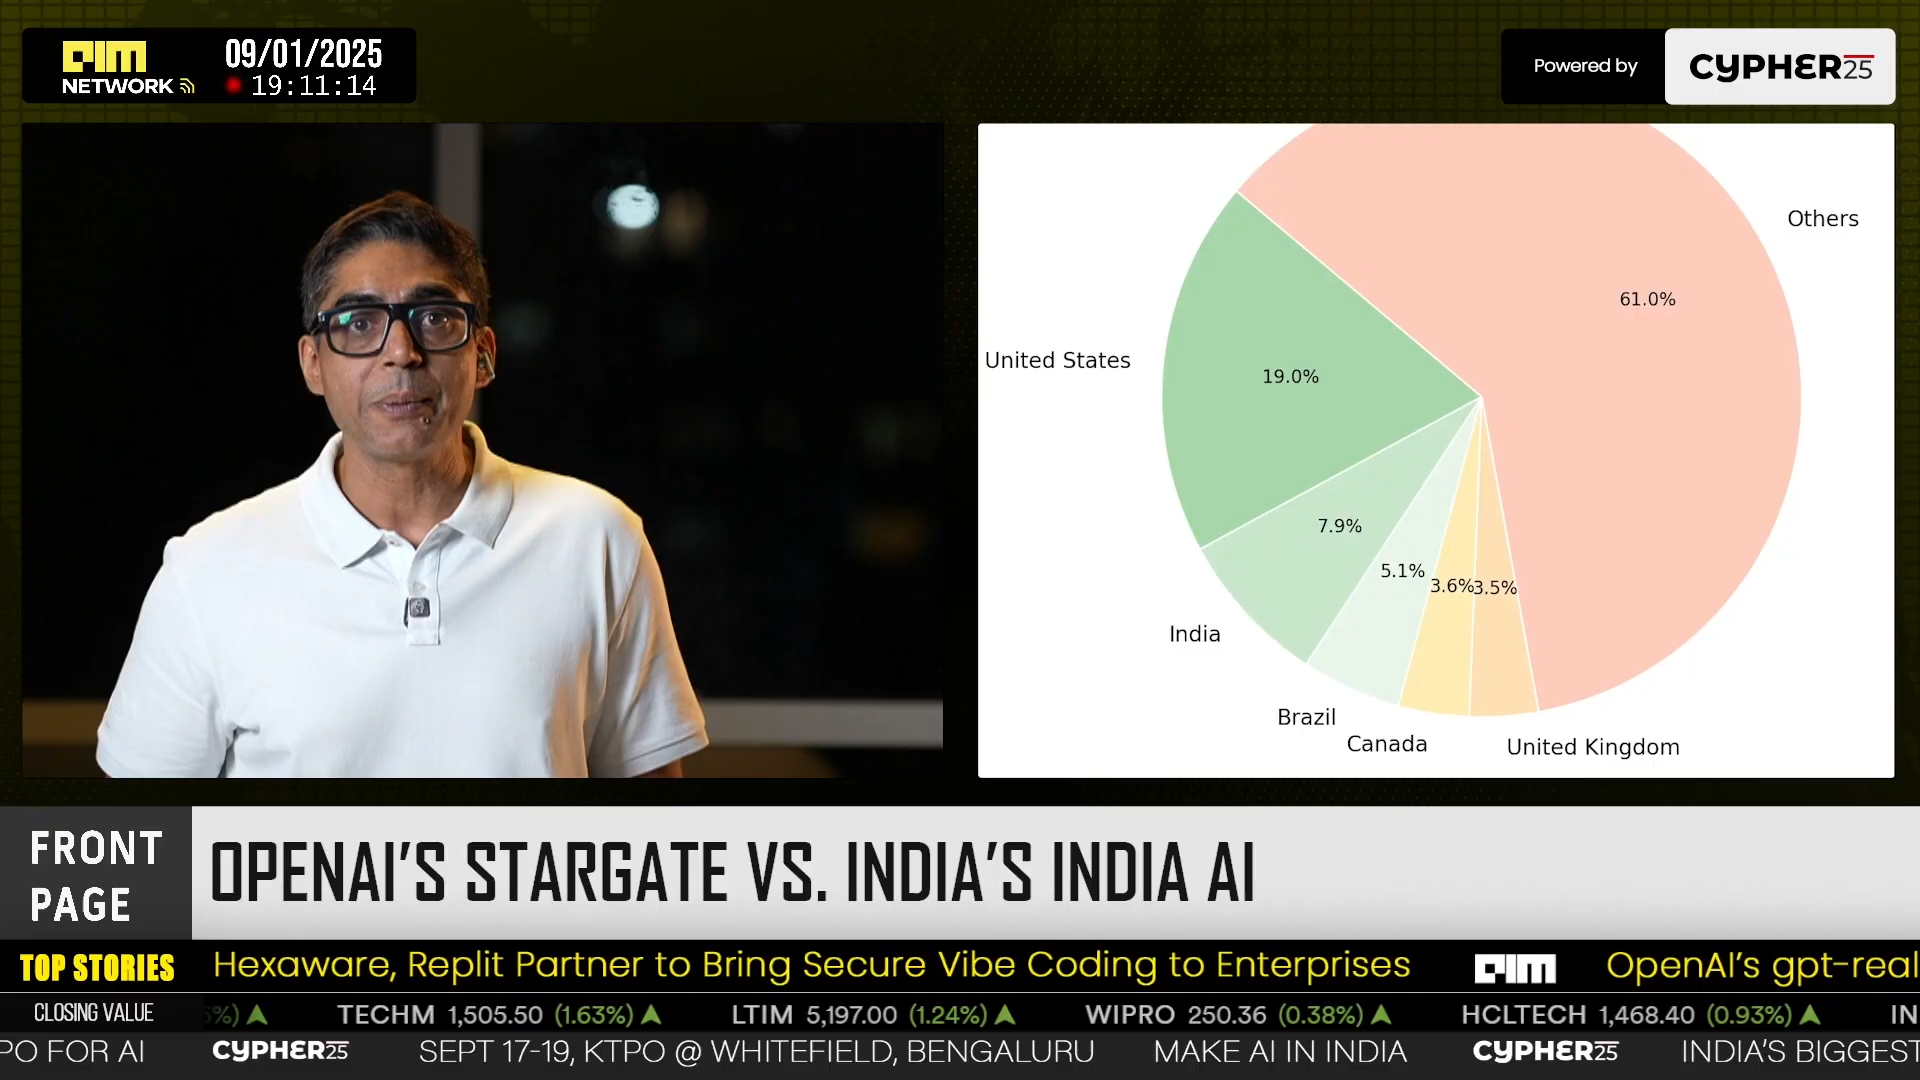 AIM
NETWORK
09/01/2025
19:11:14
Powered by
CYPHER25
Others
61.0%
United States
19.0%
7.9%
5.1%
3.6%
3.5%
India
Brazil
Canada
United Kingdom
FRONT
PAGE
OPENAI'S STARGATE VS. INDIA'S INDIA AI
TOP STORIES
Hexaware, Replit Partner to Bring Secure Vibe Coding to Enterprises AIM OpenAI's gpt-real
CLOSING VALUE
%) TECHM 1,505.50 (1.63%) LTIM 5,197.00 (1.24%) WIPRO 250.36 (0.38%) HCLTECH 1,468.40 (0.93%) IN
PO FOR AI CYPHER25 SEPT 17-19, KTPO @ WHITEFIELD, BENGALURU MAKE AI IN INDIA CYPHER25 INDIA'S BIGGEST